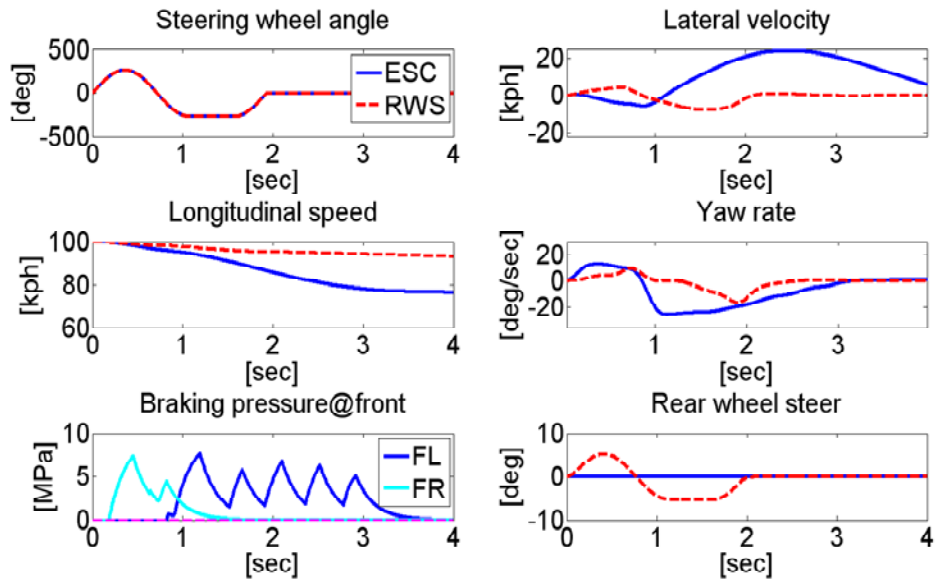 Steering wheel angle
500
0
-500
[deg]
ESC
RWS
0 1 2 3 4
[sec]
Lateral velocity
20
0
-20
[kph]
1 2 3 4
[sec]
Longitudinal speed
100
80
60
[kph]
0 1 2 3 4
[sec]
Yaw rate
20
0
-20
[deg/sec]
0 1 2 3 4
[sec]
Braking pressure@front
10
5
0
[MPa]
FL
FR
0 1 2 3 4
[sec]
Rear wheel steer
10
0
-10
[deg]
0 1 2 3 4
[sec]